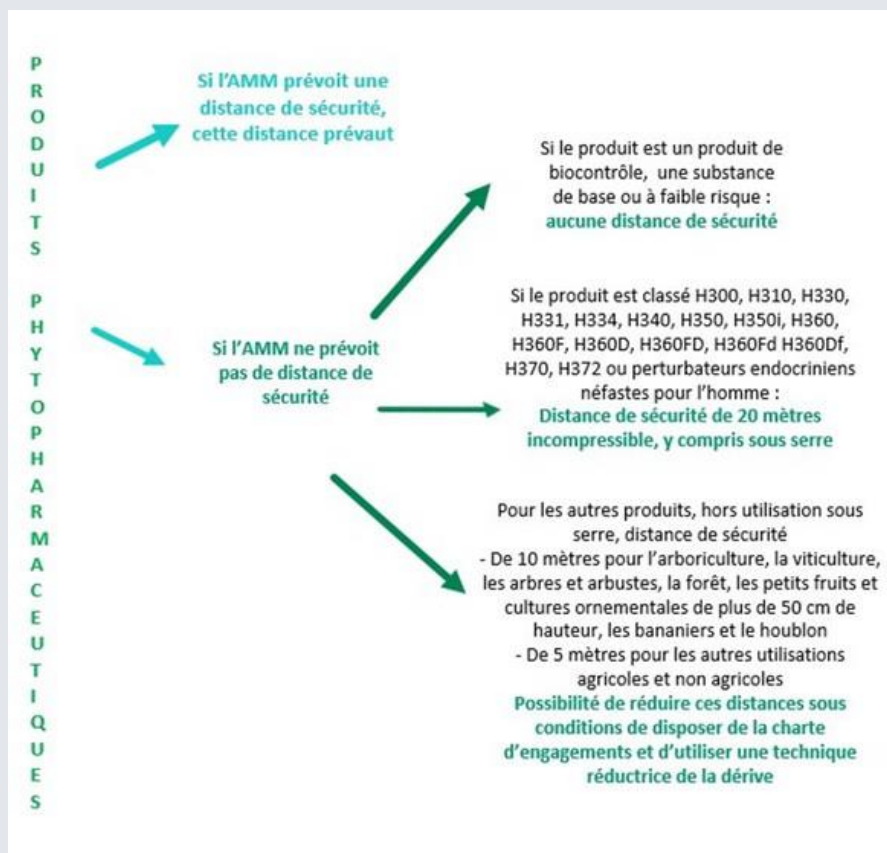 PRODUITS PHYTOPHARMACEUTIQUES
Si l'AMM prévoit une
distance de sécurité,
cette distance prévaut
Si l'AMM ne prévoit
pas de distance de
sécurité
Si le produit est un produit de
biocontrôle, une substance
de base ou à faible risque :
aucune distance de sécurité
Si le produit est classé H300, H310, H330,
H331, H334, H340, H350, H350i, H360,
H360F, H360D, H360FD, H360Fd H360Df,
H370, H372 ou perturbateurs endocriniens
néfastes pour l'homme :
Distance de sécurité de 20 mètres
incompressible, y compris sous serre
Pour les autres produits, hors utilisation sous
serre, distance de sécurité
- De 10 mètres pour l'arboriculture, la viticulture,
les arbres et arbustes, la forêt, les petits fruits et
cultures ornementales de plus de 50 cm de
hauteur, les bananiers et le houblon
- De 5 mètres pour les autres utilisations
agricoles et non agricoles
Possibilité de réduire ces distances sous
conditions de disposer de la charte
d'engagements et d'utiliser une technique
réductrice de la dérive